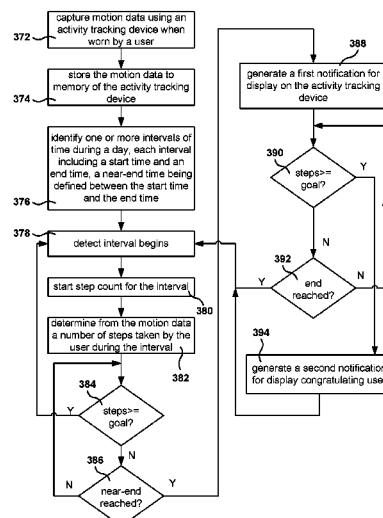 372
capture motion data using an
activity tracking device when
worn by a user
374
store the motion data to
memory of the activity tracking
device
376
identify one or more intervals of
time during a day, each interval
including a start time and an
end time, a near-end time being
defined between the start time
and the end time
378
detect interval begins
start step count for the interval
380
determine from the motion data
a number of steps taken by the
user during the interval
382
384
steps>=
goal?
Y
N
386
near-end
reached?
N
Y
388
generate a first notification for
display on the activity tracking
device
390
steps>=
goal?
Y
N
392
end
reached?
Y
N
394
generate a second notification
for display congratulating user